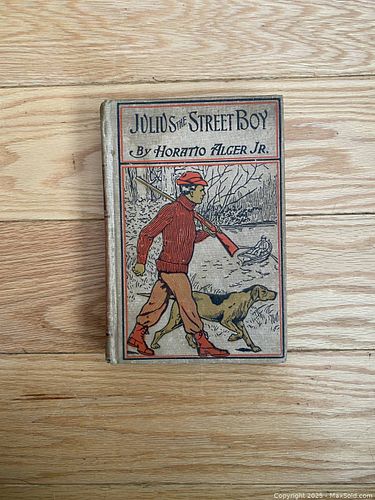 JULIUS THE STREET BOY
BY HORATIO ALGER JR.
Copyright 2025 - MaxSold.com